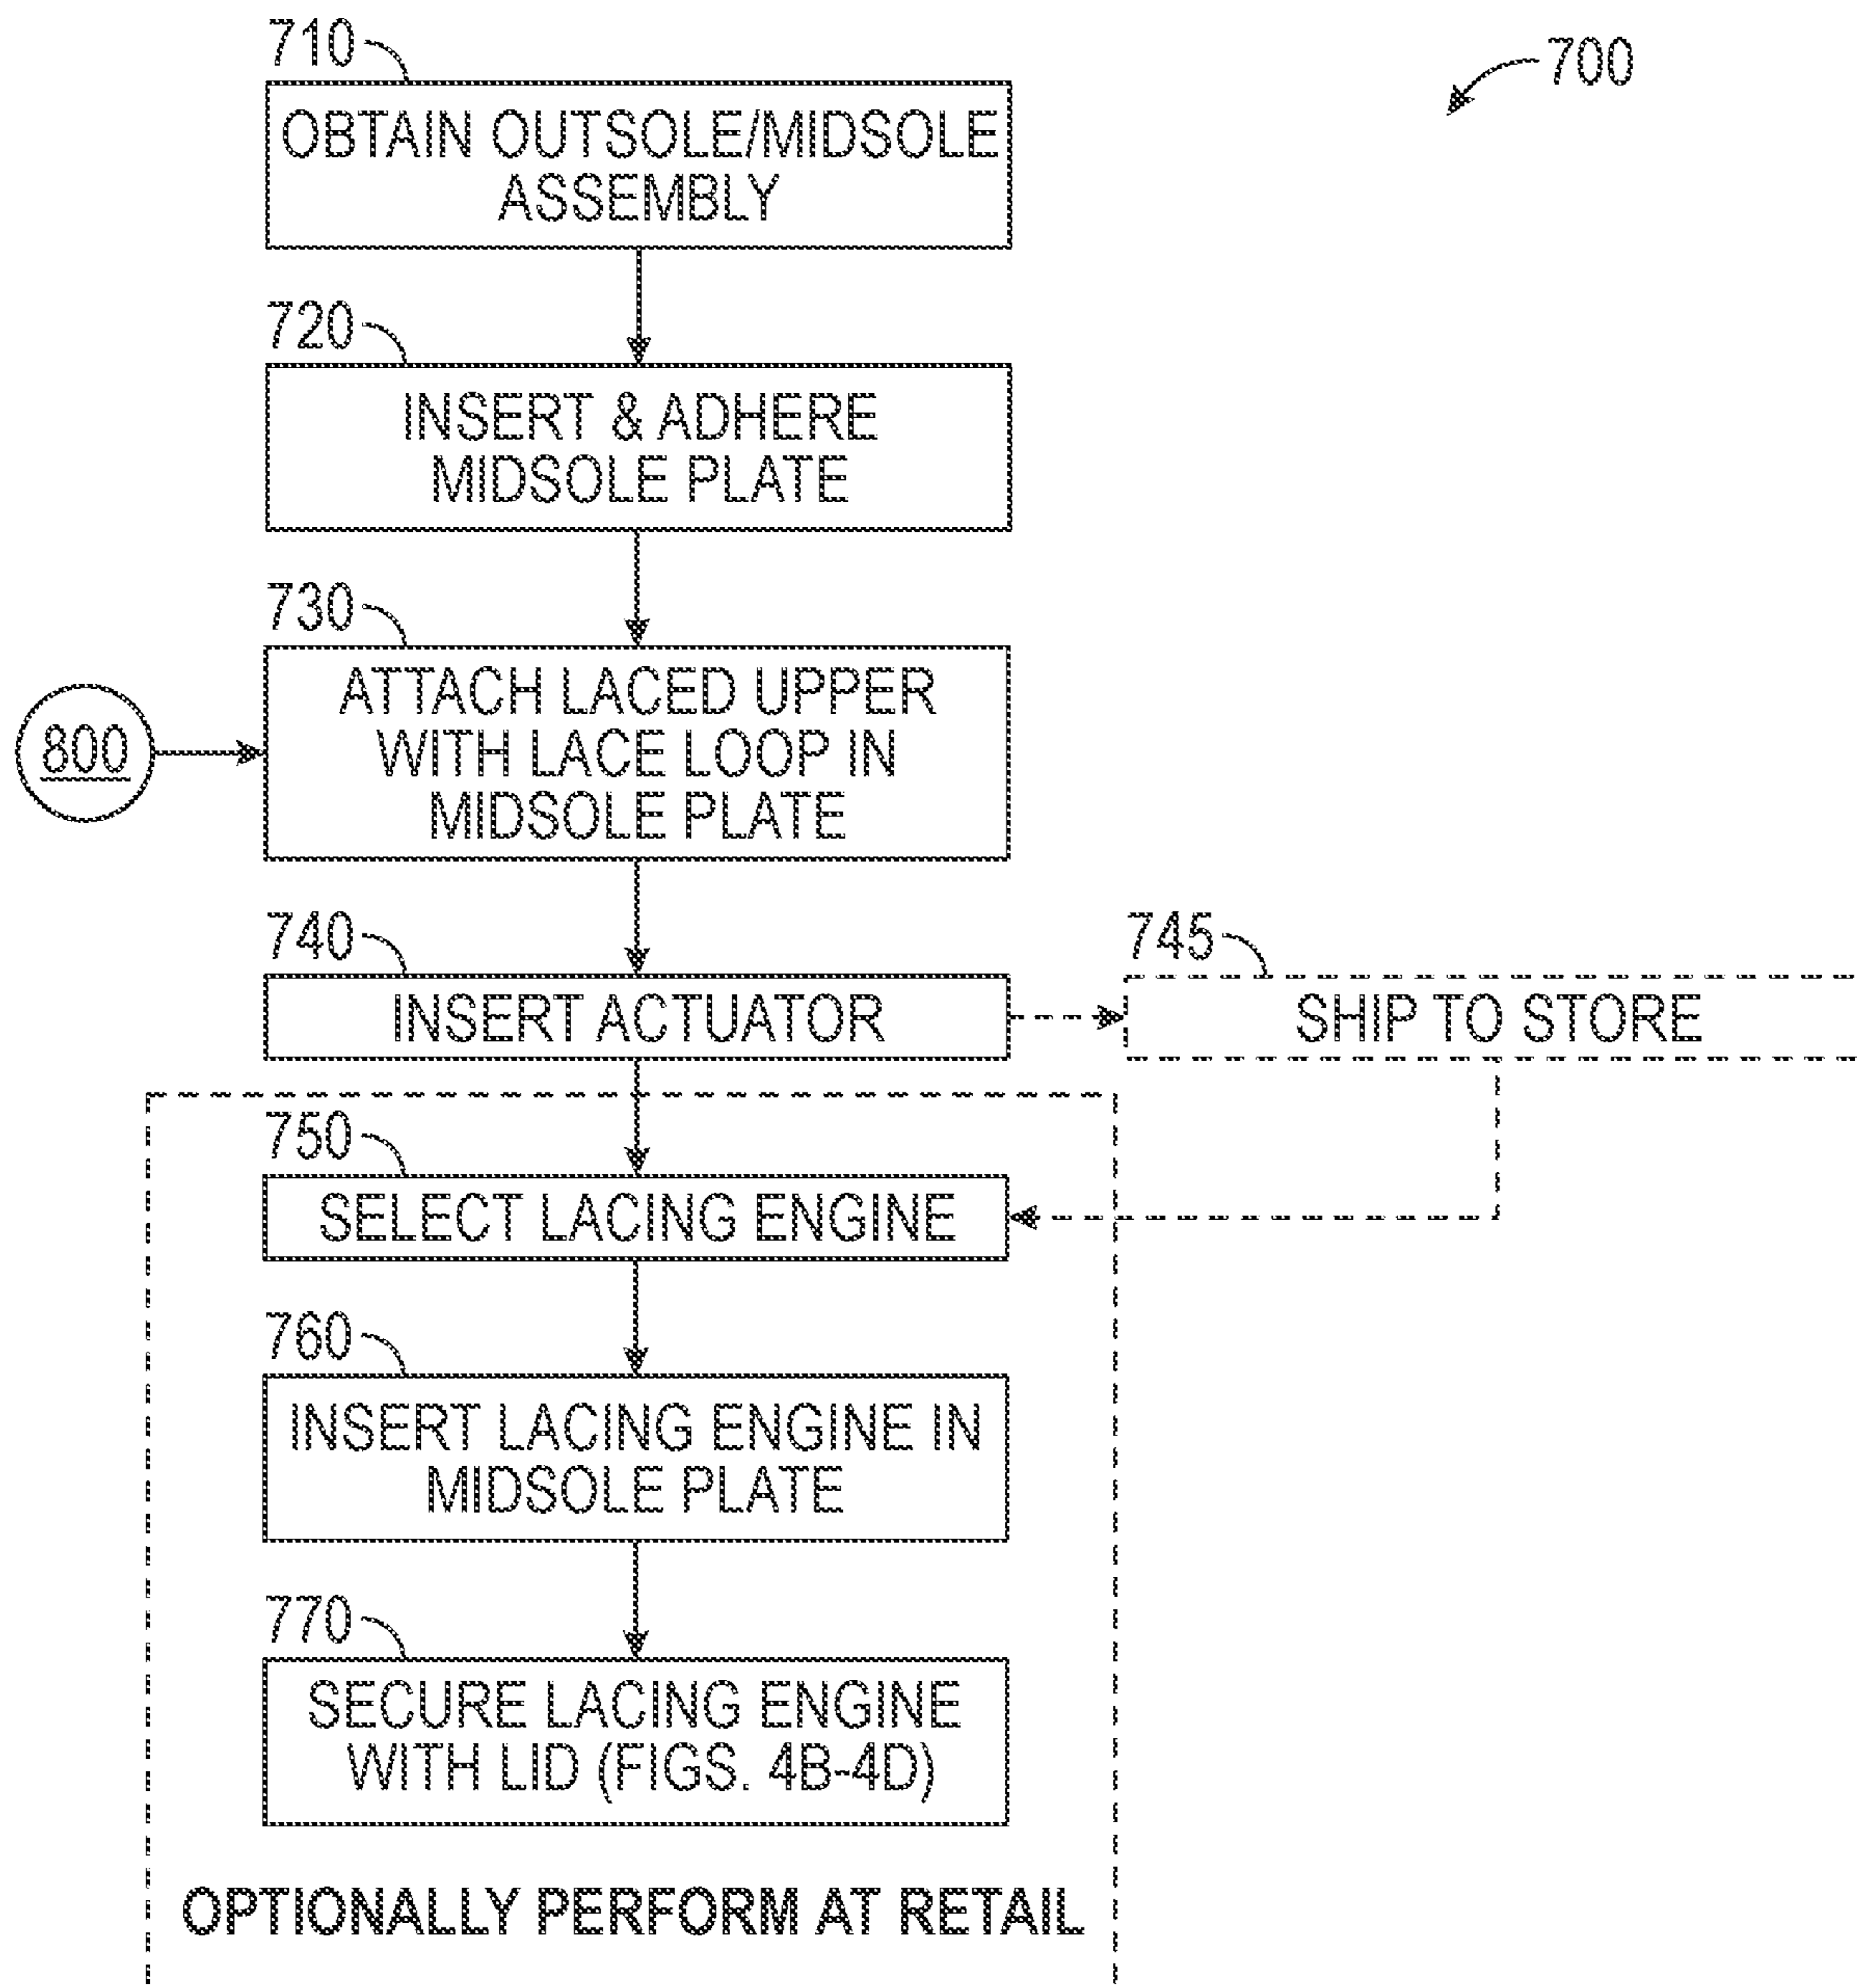 710
700
OBTAIN OUTSOLE/MIDSOLE
ASSEMBLY
720
INSERT & ADHERE
MIDSOLE PLATE
730
ATTACH LACED UPPER
WITH LACE LOOP IN
MIDSOLE PLATE
800
740
INSERT ACTUATOR
745
SHIP TO STORE
750
SELECT LACING ENGINE
760
INSERT LACING ENGINE IN
MIDSOLE PLATE
770
SECURE LACING ENGINE
WITH LID (FIGS. 4B-4D)
OPTIONALLY PERFORM AT RETAIL